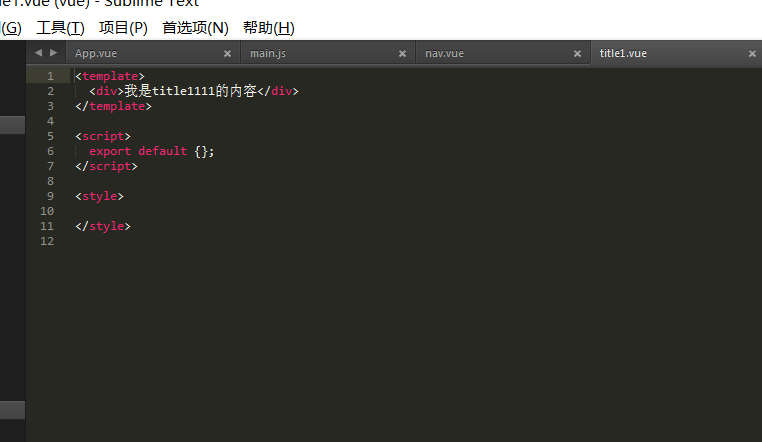 le1.vue (vue) - Sublime Text
(G) 工具(T) 项目(P) 首选项(N) 帮助(H)
App.vue main.js nav.vue title1.vue
1 <template>
2 <div>我是title1111的内容</div>
3 </template>
4
5 <script>
6 export default {};
7 </script>
8
9 <style>
10
11 </style>
12